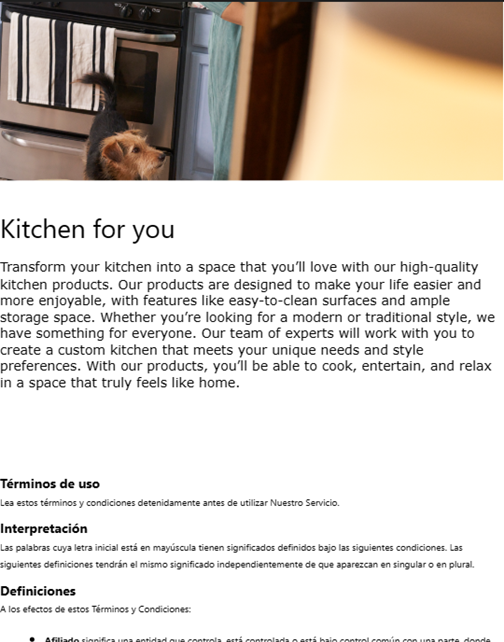 Kitchen for you
Transform your kitchen into a space that you'll love with our high-quality
kitchen products. Our products are designed to make your life easier and
more enjoyable, with features like easy-to-clean surfaces and ample
storage space. Whether you're looking for a modern or traditional style, we
have something for everyone. Our team of experts will work with you to
create a custom kitchen that meets your unique needs and style
preferences. With our products, you'll be able to cook, entertain, and relax
in a space that truly feels like home.
Términos de uso
Lea estos términos y condiciones detenidamente antes de utilizar Nuestro Servicio.
Interpretación
Las palabras cuya letra inicial está en mayúscula tienen significados definidos bajo las siguientes condiciones. Las
siguientes definiciones tendrán el mismo significado independientemente de que aparezcan en singular o en plural.
Definiciones
A los efectos de estos Términos y Condiciones:
• Afiliado significa una entidad que controla, está controlada o está bajo control común con una parte, donde